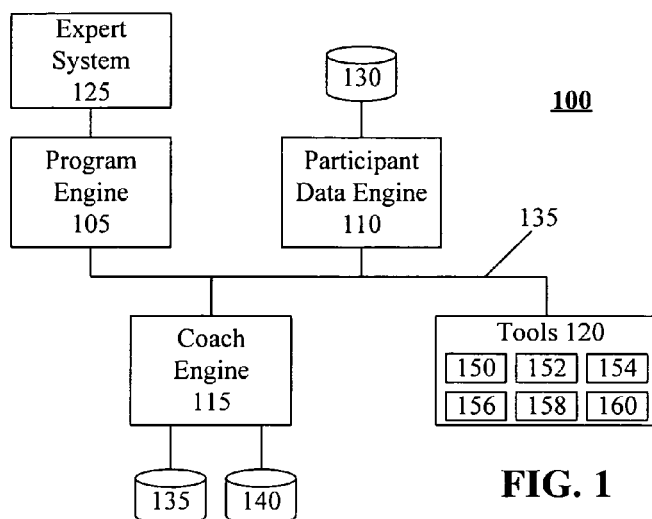 Expert
System
125
130
100
Program
Engine
105
Participant
Data Engine
110
135
Coach
Engine
115
Tools 120
150 152 154
156 158 160
135 140
FIG. 1